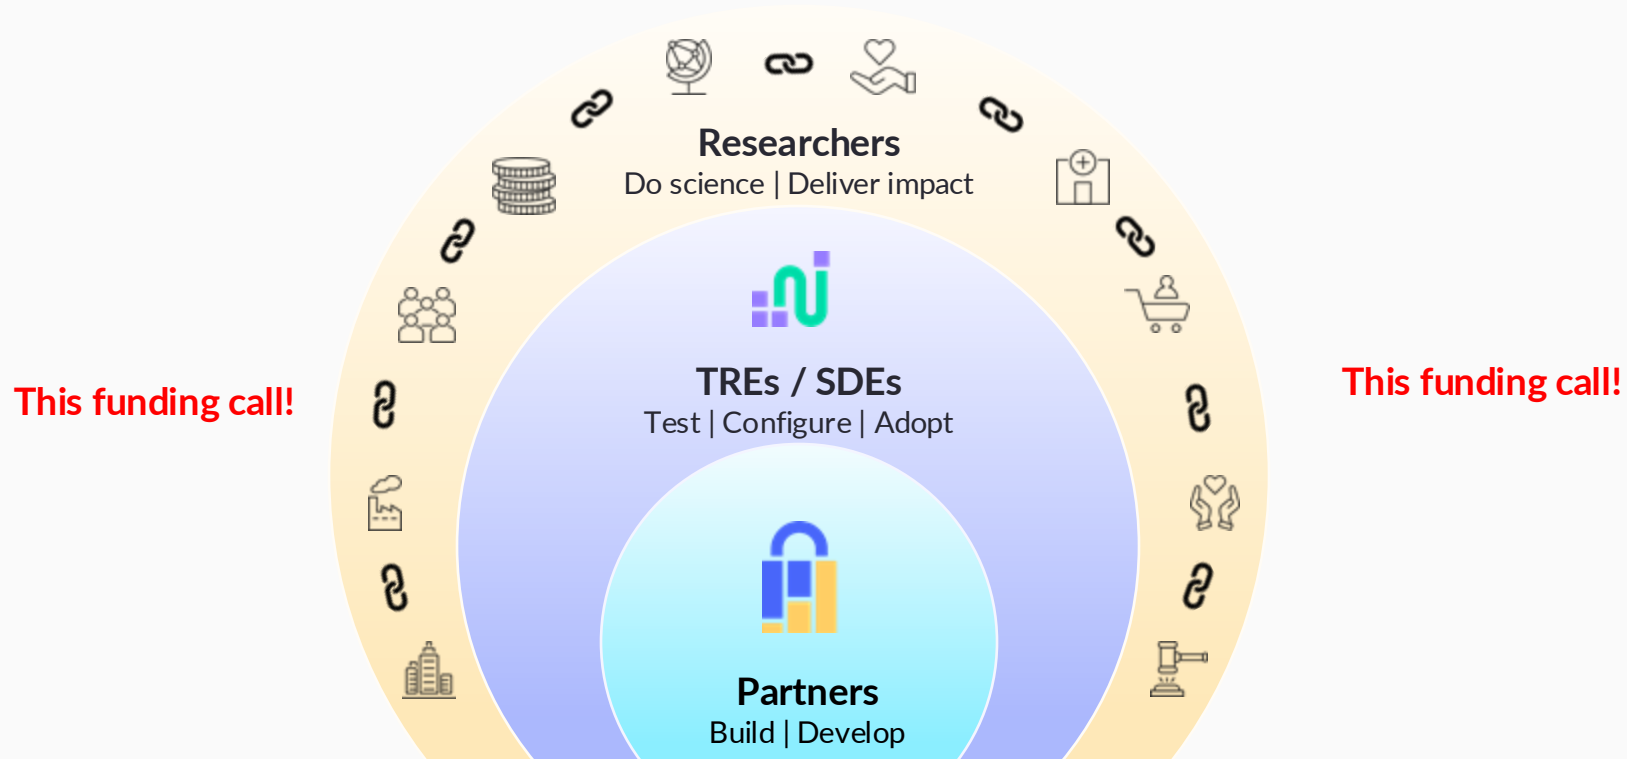 Researchers
Do science | Deliver impact
TREs / SDEs
Test | Configure | Adopt
This funding call!
This funding call!
Partners
Build | Develop